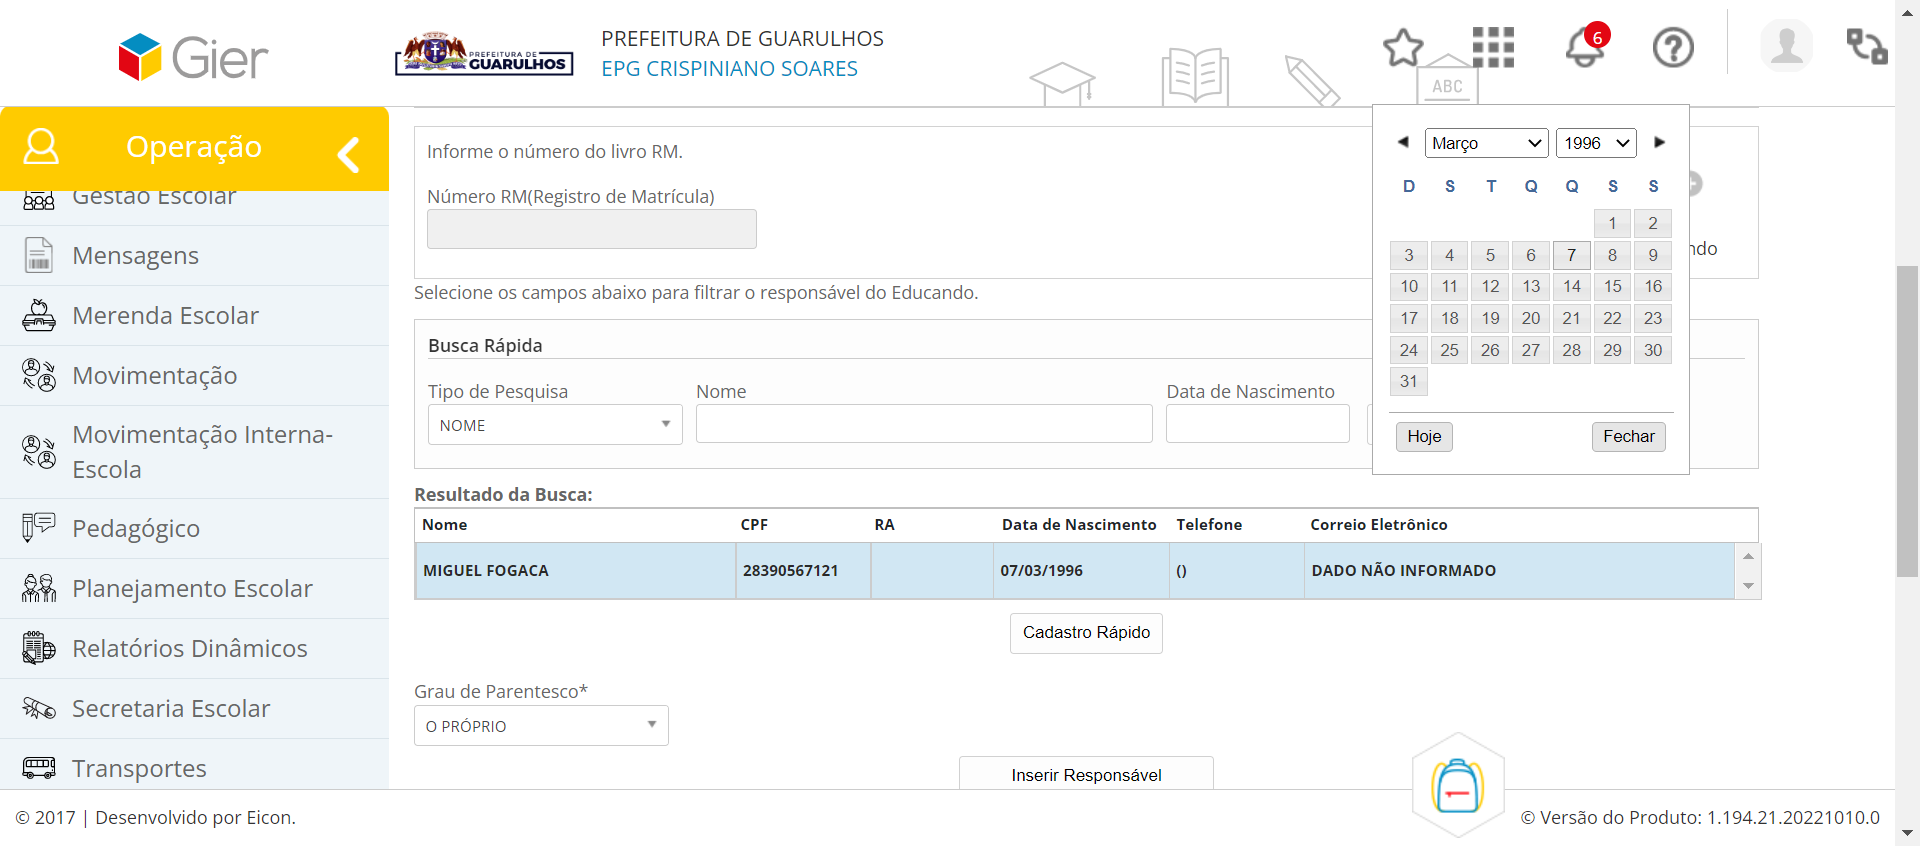 Gier
PREFEITURA DE
GUARULHOS
PREFEITURA DE GUARULHOS
EPG CRISPINIANO SOARES
ABC
6
Operação
Gestão Escolar
Mensagens
Merenda Escolar
Movimentação
Movimentação Interna-
Escola
Pedagógico
Planejamento Escolar
Relatórios Dinâmicos
Secretaria Escolar
Transportes
Informe o número do livro RM.
Número RM(Registro de Matrícula)
ndo
Selecione os campos abaixo para filtrar o responsável do Educando.
Busca Rápida
Tipo de Pesquisa Nome Data de Nascimento
NOME
Março 1996
D S T Q Q S S
1 2
3 4 5 6 7 8 9
10 11 12 13 14 15 16
17 18 19 20 21 22 23
24 25 26 27 28 29 30
31
Hoje Fechar
Resultado da Busca:
Nome CPF RA Data de Nascimento Telefone Correio Eletrônico
MIGUEL FOGACA 28390567121 07/03/1996 () DADO NÃO INFORMADO
Cadastro Rápido
Grau de Parentesco*
O PRÓPRIO
Inserir Responsável
© 2017 | Desenvolvido por Eicon.
© Versão do Produto: 1.194.21.20221010.0